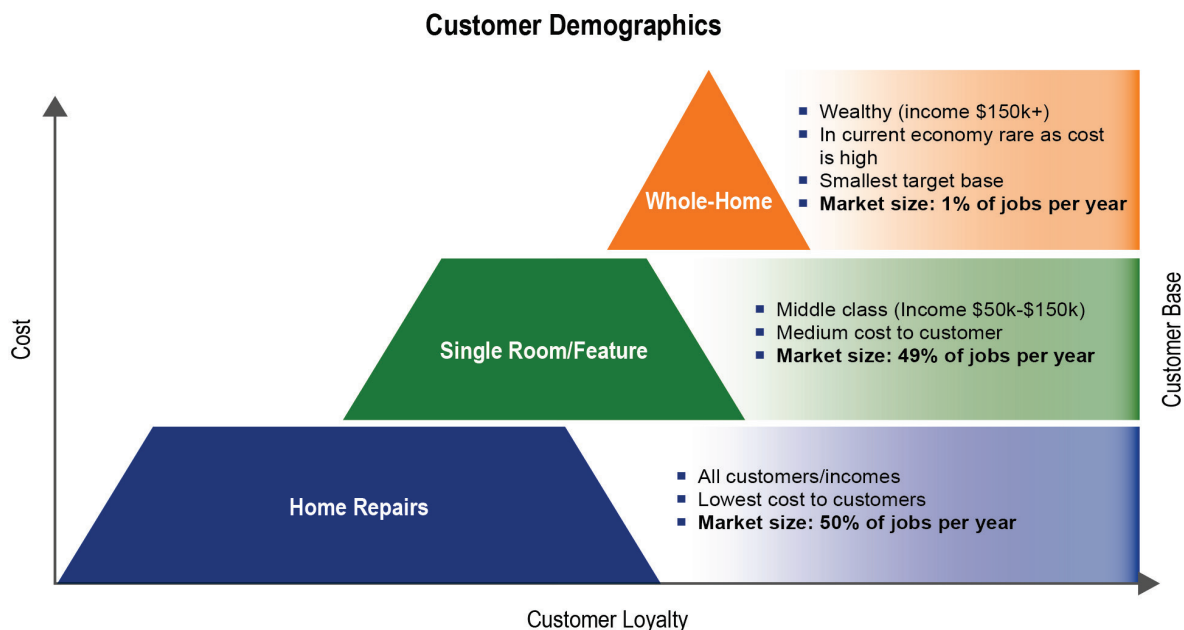 Customer Demographics
Cost
Whole-Home
▪ Wealthy (income $150k+)
▪ In current economy rare as cost
is high
▪ Smallest target base
▪ Market size: 1% of jobs per year
Single Room/Feature
▪ Middle class (Income $50k-$150k)
▪ Medium cost to customer
▪ Market size: 49% of jobs per year
Home Repairs
▪ All customers/incomes
▪ Lowest cost to customers
▪ Market size: 50% of jobs per year
Customer Base
Customer Loyalty